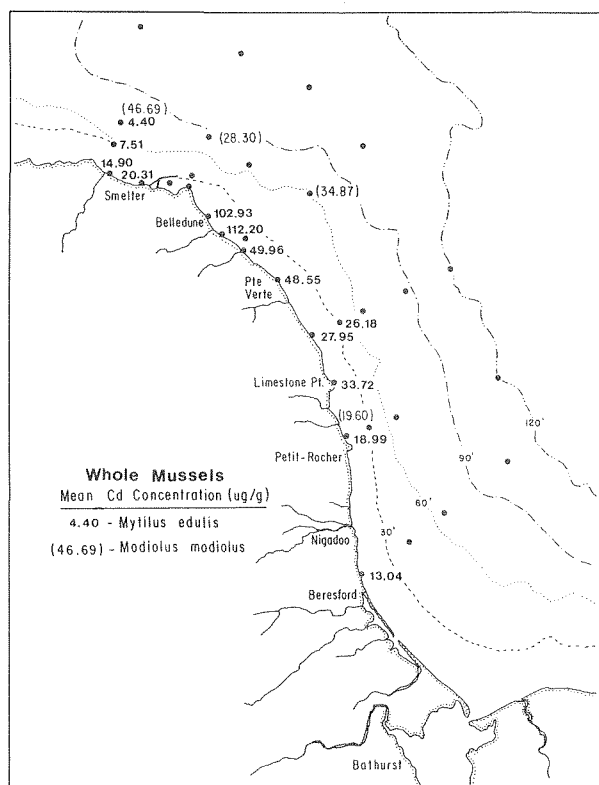 (46.69)
4.40
(28.30)
7.51
14.90
20.31
Smelter
(34.87)
102.93
Belledune
112.20
49.96
48.55
Pte
Verte
26.18
27.95
Limestone Pt.
33.72
(19.60)
18.99
120'
Petit-Rocher
90'
Whole Mussels
Mean Cd Concentration (ug/g)
60'
4.40 - Mytilus edulis
30'
(46.69) - Modiolus modiolus
Nigadoo
13.04
Beresford
Bathurst